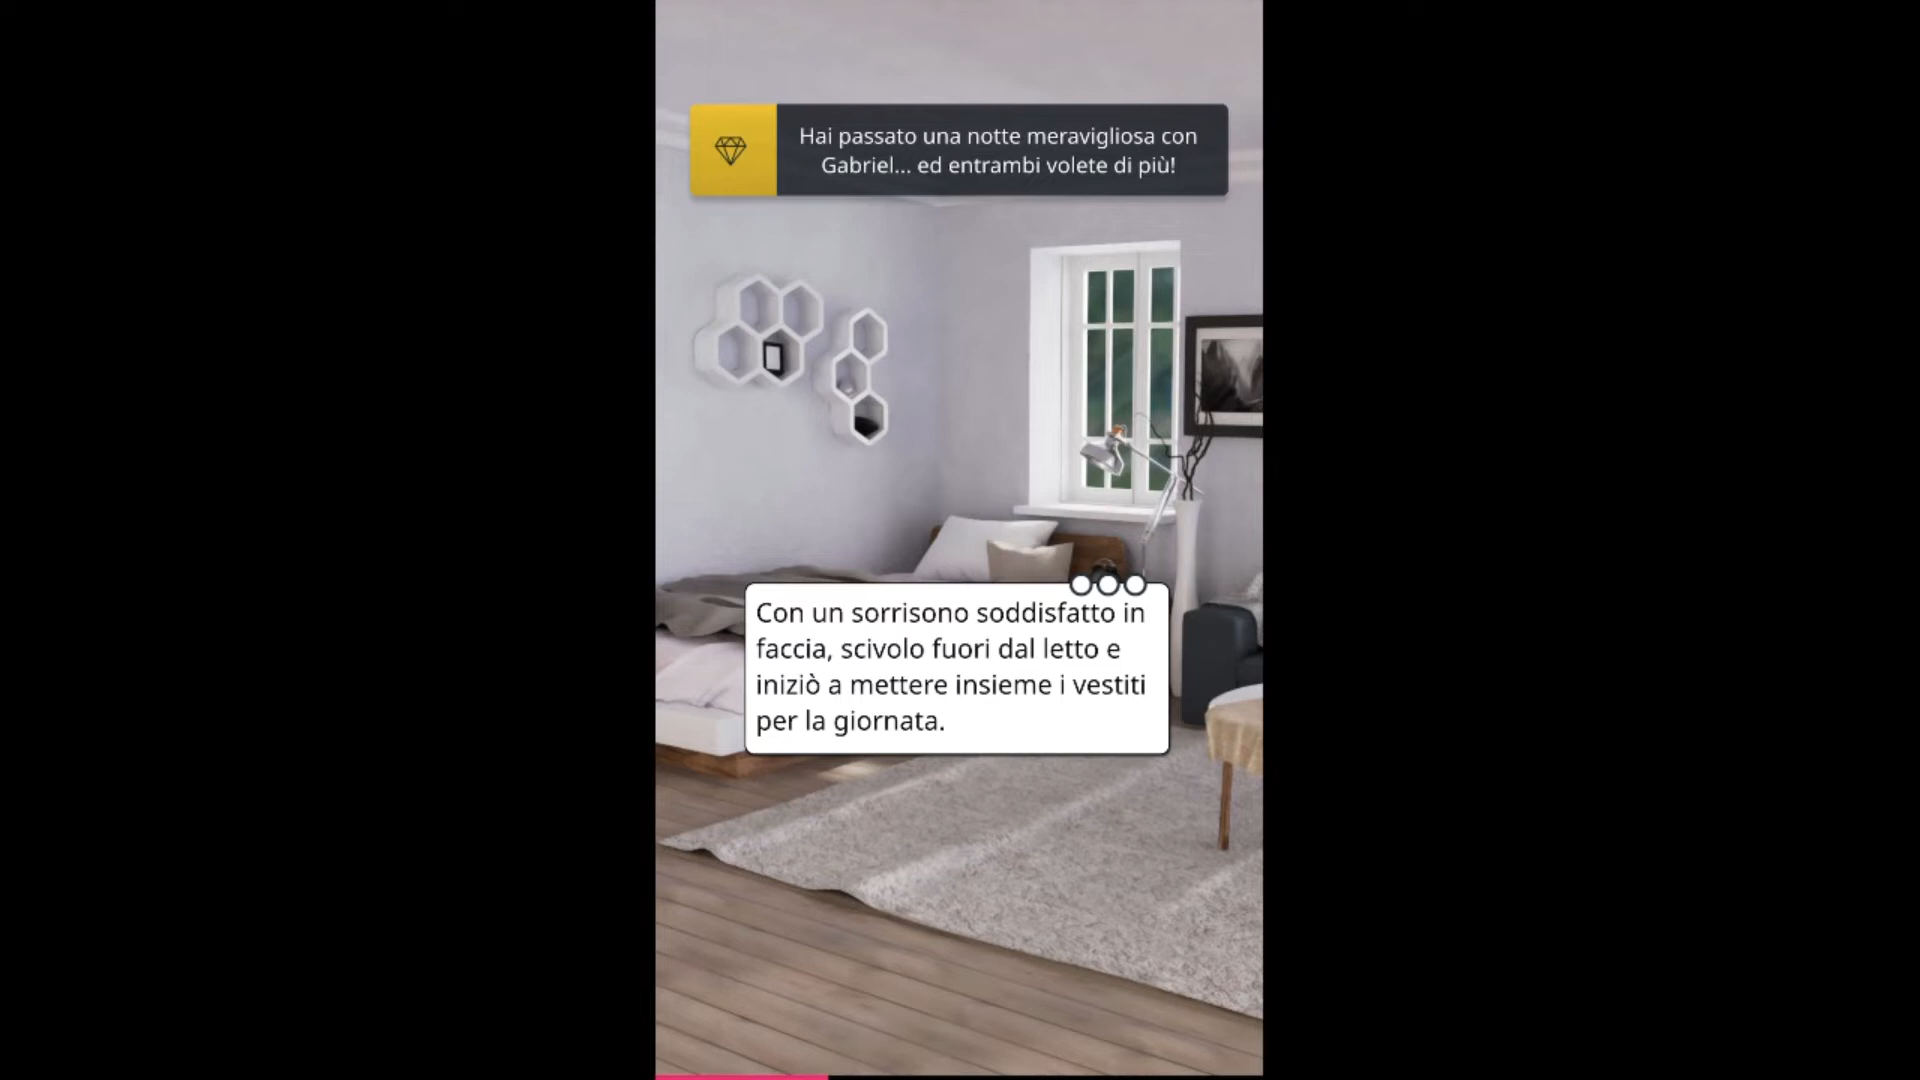 Hai passato una notte meravigliosa con
Gabriel... ed entrambi volete di più!
Con un sorrisono soddisfatto in
faccia, scivolo fuori dal letto e
iniziò a mettere insieme i vestiti
per la giornata.